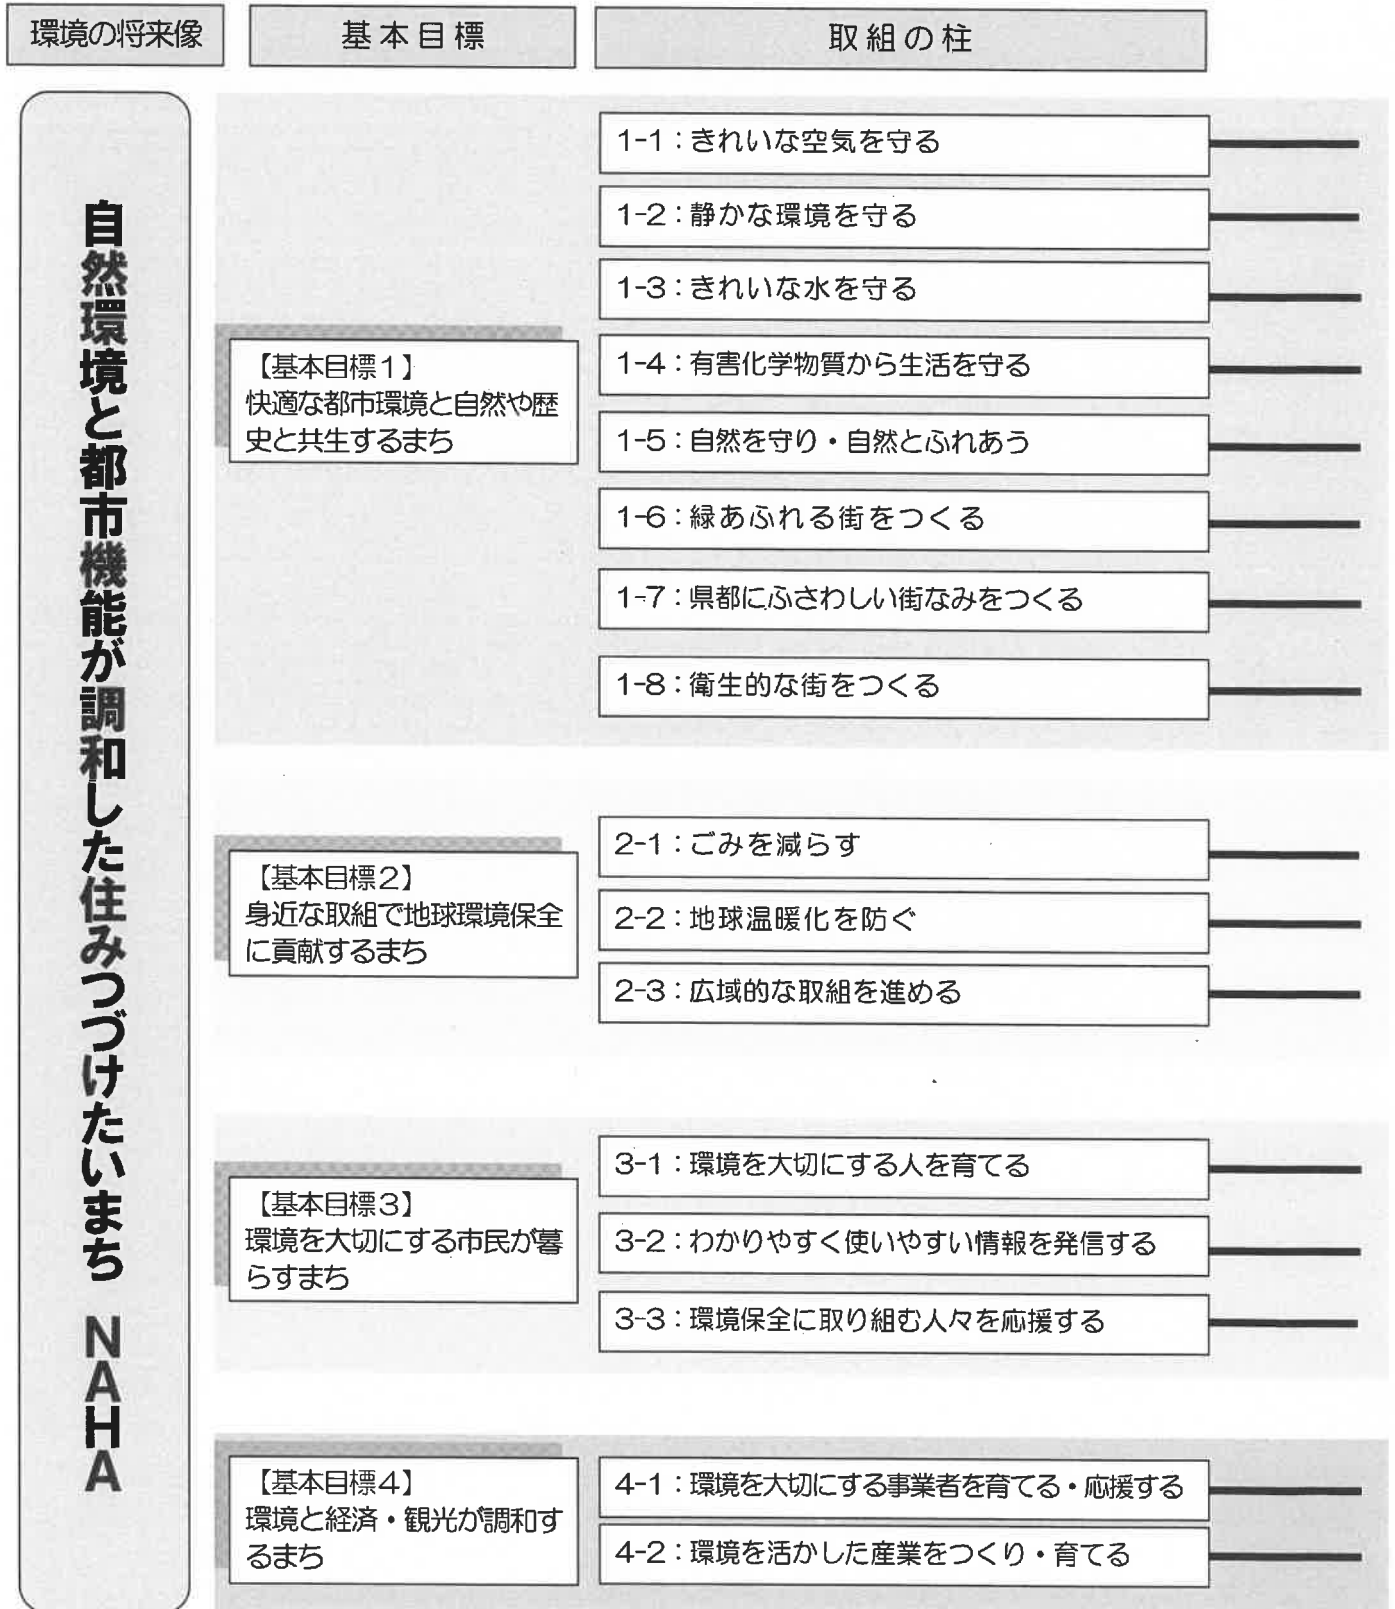 環境の将来像
基本目標
取組の柱
自然環境と都市機能が調和した住みつづけたいまち NAHA
【基本目標1】
快適な都市環境と自然や歴
史と共生するまち
1-1：きれいな空気を守る
1-2：静かな環境を守る
1-3：きれいな水を守る
1-4：有害化学物質から生活を守る
1-5：自然を守り・自然とふれあう
1-6：緑あふれる街をつくる
1-7：県都にふさわしい街なみをつくる
1-8：衛生的な街をつくる
【基本目標2】
身近な取組で地球環境保全
に貢献するまち
2-1：ごみを減らす
2-2：地球温暖化を防ぐ
2-3：広域的な取組を進める
【基本目標3】
環境を大切にする市民が暮
らすまち
3-1：環境を大切にする人を育てる
3-2：わかりやすく使いやすい情報を発信する
3-3：環境保全に取り組む人々を応援する
【基本目標4】
環境と経済・観光が調和す
るまち
4-1：環境を大切にする事業者を育てる・応援する
4-2：環境を活かした産業をつくり・育てる